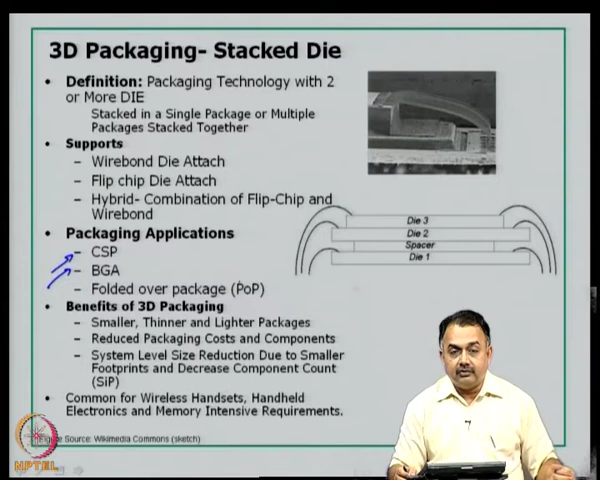 3D Packaging- Stacked Die
• Definition: Packaging Technology with 2
or More DIE
Stacked in a Single Package or Multiple
Packages Stacked Together
• Supports
– Wirebond Die Attach
– Flip chip Die Attach
– Hybrid- Combination of Flip-Chip and
Wirebond
• Packaging Applications
– CSP
– BGA
– Folded over package (PoP)
• Benefits of 3D Packaging
– Smaller, Thinner and Lighter Packages
– Reduced Packaging Costs and Components
– System Level Size Reduction Due to Smaller
Footprints and Decrease Component Count
(SiP)
• Common for Wireless Handsets, Handheld
Electronics and Memory Intensive Requirements.
Die 3
Die 2
Spacer
Die 1
Source: Wikimedia Commons (sketch)
NPTEL